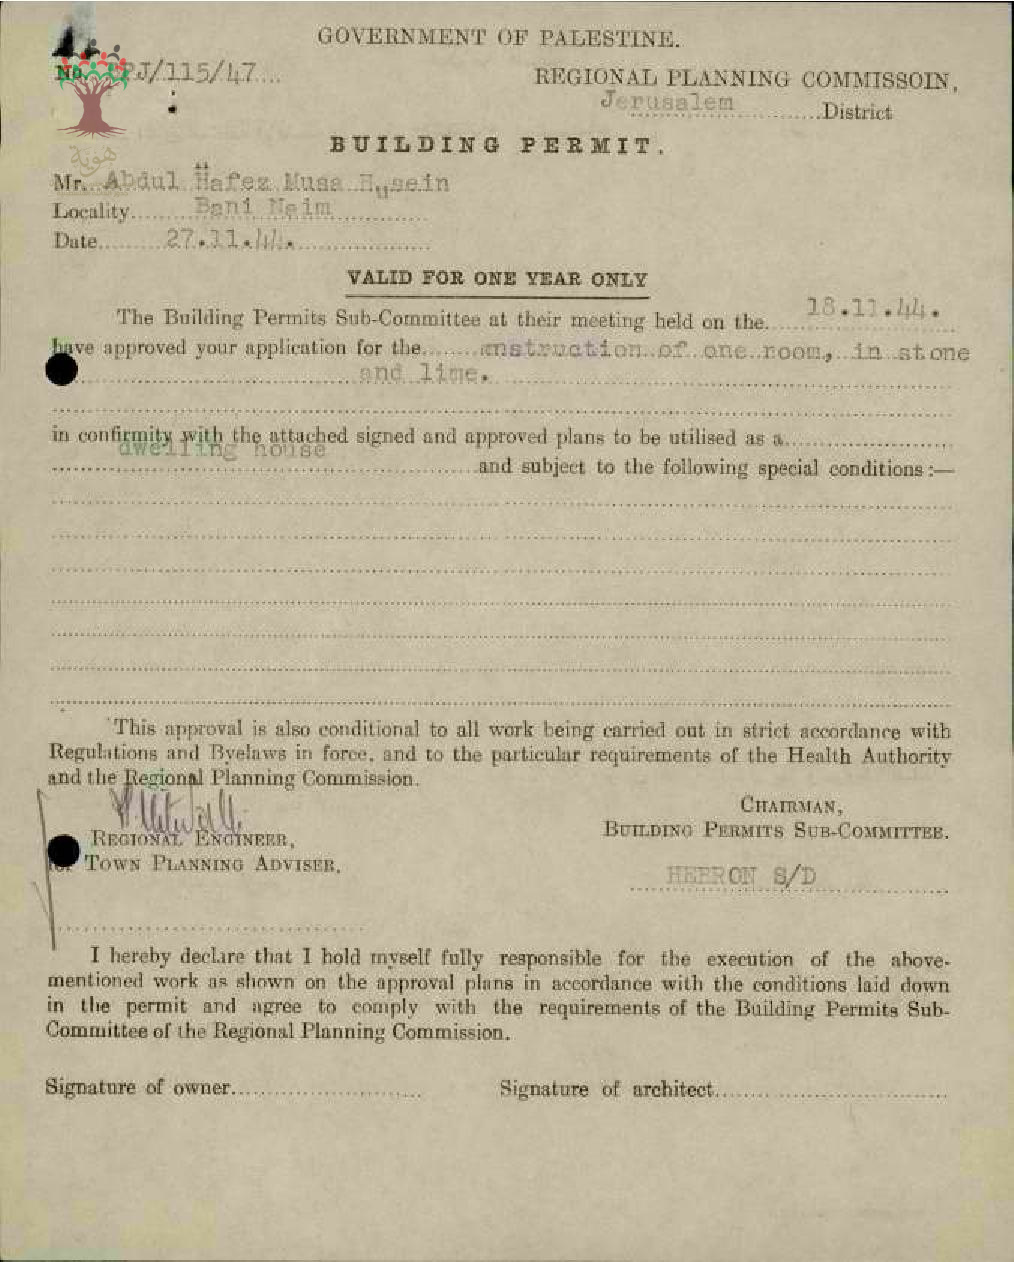 GOVERNMENT OF PALESTINE.
No. PJ/115/47
REGIONAL PLANNING COMMISSOIN,
Jerusalem District
هوية
BUILDING PERMIT.
Mr. Abdul Hafez Musa Husein
Locality Bani Naim
Date 27.11.44.
VALID FOR ONE YEAR ONLY
The Building Permits Sub-Committee at their meeting held on the 18.11.44.
have approved your application for the nstruction of one room, in stone
and lime.
in confirmity with the attached signed and approved plans to be utilised as a
dwelling house
and subject to the following special conditions :—
This approval is also conditional to all work being carried out in strict accordance with
Regulations and Byelaws in force, and to the particular requirements of the Health Authority
and the Regional Planning Commission.
CHAIRMAN,
BUILDING PERMITS SUB-COMMITTEE.
REGIONAL ENGINEER,
for TOWN PLANNING ADVISER.
HEBRON S/D
I hereby declare that I hold myself fully responsible for the execution of the above-
mentioned work as shown on the approval plans in accordance with the conditions laid down
in the permit and agree to comply with the requirements of the Building Permits Sub-
Committee of the Regional Planning Commission.
Signature of owner Signature of architect